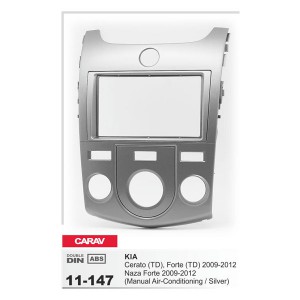 CARAV
DOUBLE
DIN
ABS
11-147
KIA
Cerato (TD), Forte (TD) 2009-2012
Naza Forte 2009-2012
(Manual Air-Conditioning / Silver)